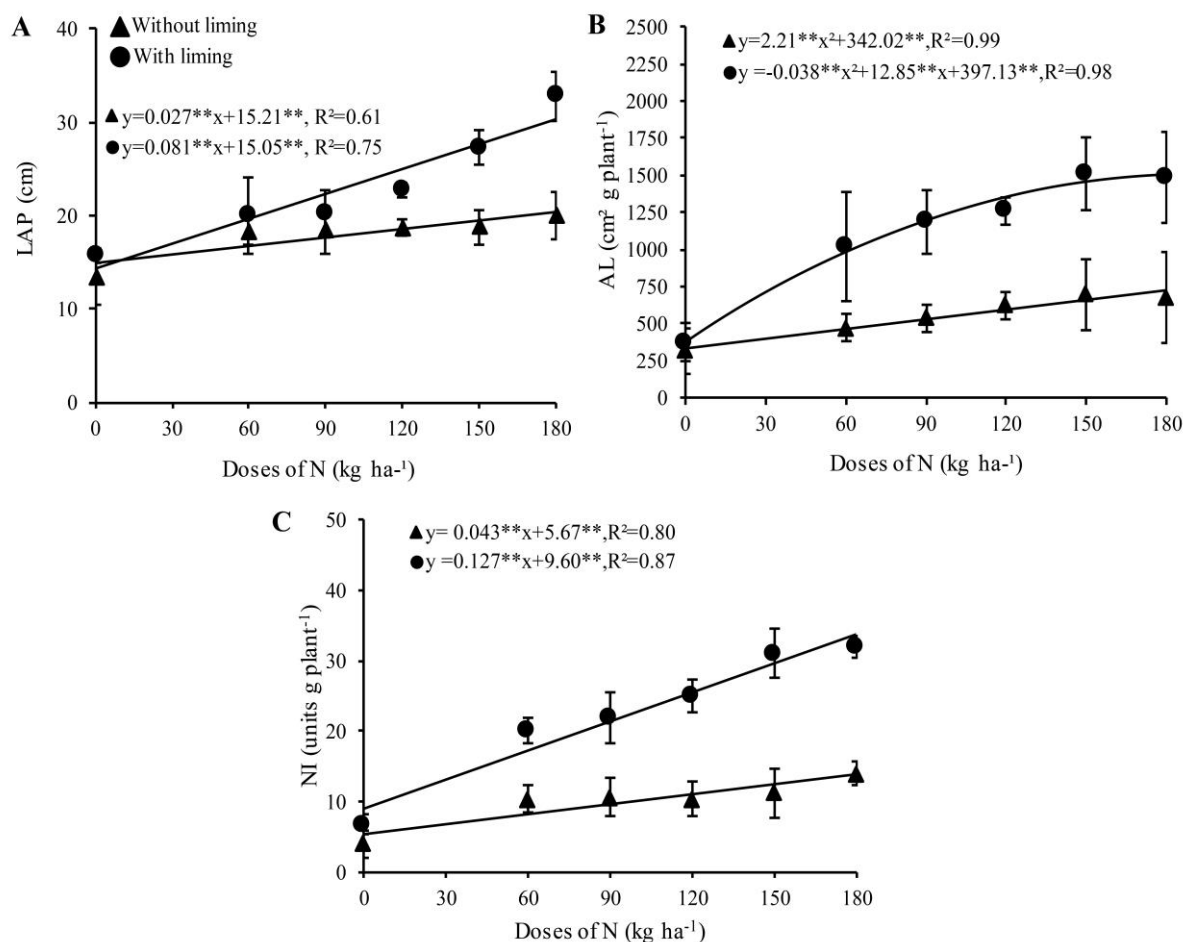 A
▲Without liming
●With liming
▲y=0.027**x+15.21**, R²=0.61
●y=0.081**x+15.05**, R²=0.75
LAP (cm)
40
30
20
10
0
0 30 60 90 120 150 180
Doses of N (kg ha-¹)
B
▲y=2.21**x²+342.02**,R²=0.99
●y =-0.038**x²+12.85**x+397.13**,R²=0.98
AL (cm² g plant⁻¹)
2500
2250
2000
1750
1500
1250
1000
750
500
250
0
0 30 60 90 120 150 180
Doses of N (kg ha-¹)
C
▲y= 0.043**x+5.67**,R²=0.80
●y =0.127**x+9.60**,R²=0.87
NI (units g plant⁻¹)
50
40
30
20
10
0
0 30 60 90 120 150 180
Doses of N (kg ha⁻¹)